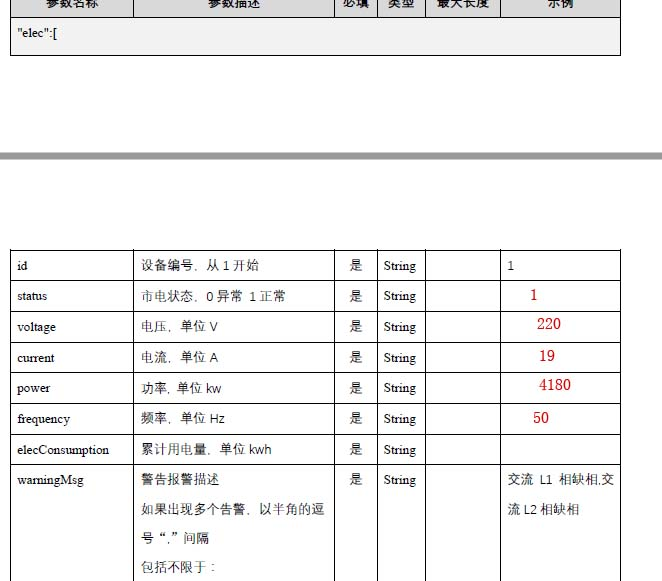 参数名称 参数描述 必填 类型 最大长度 示例
"elec":[
id 设备编号，从 1 开始 是 String 1
status 市电状态，0 异常 1 正常 是 String 1
voltage 电压，单位 V 是 String 220
current 电流，单位 A 是 String 19
power 功率, 单位 kw 是 String 4180
frequency 频率，单位 Hz 是 String 50
elecConsumption 累计用电量，单位 kwh 是 String
warningMsg 警告报警描述 是 String 交流 L1 相缺相,交
如果出现多个告警，以半角的逗 流 L2 相缺相
号 “,” 间隔
包括不限于：